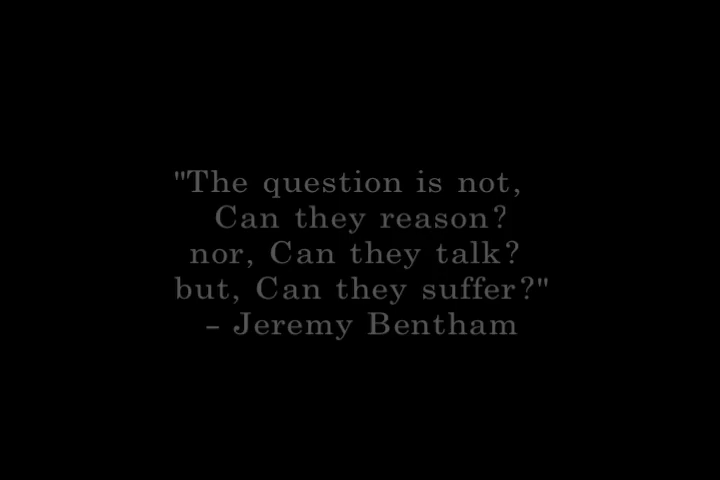 "The question is not,
Can they reason?
nor, Can they talk?
but, Can they suffer?"
– Jeremy Bentham